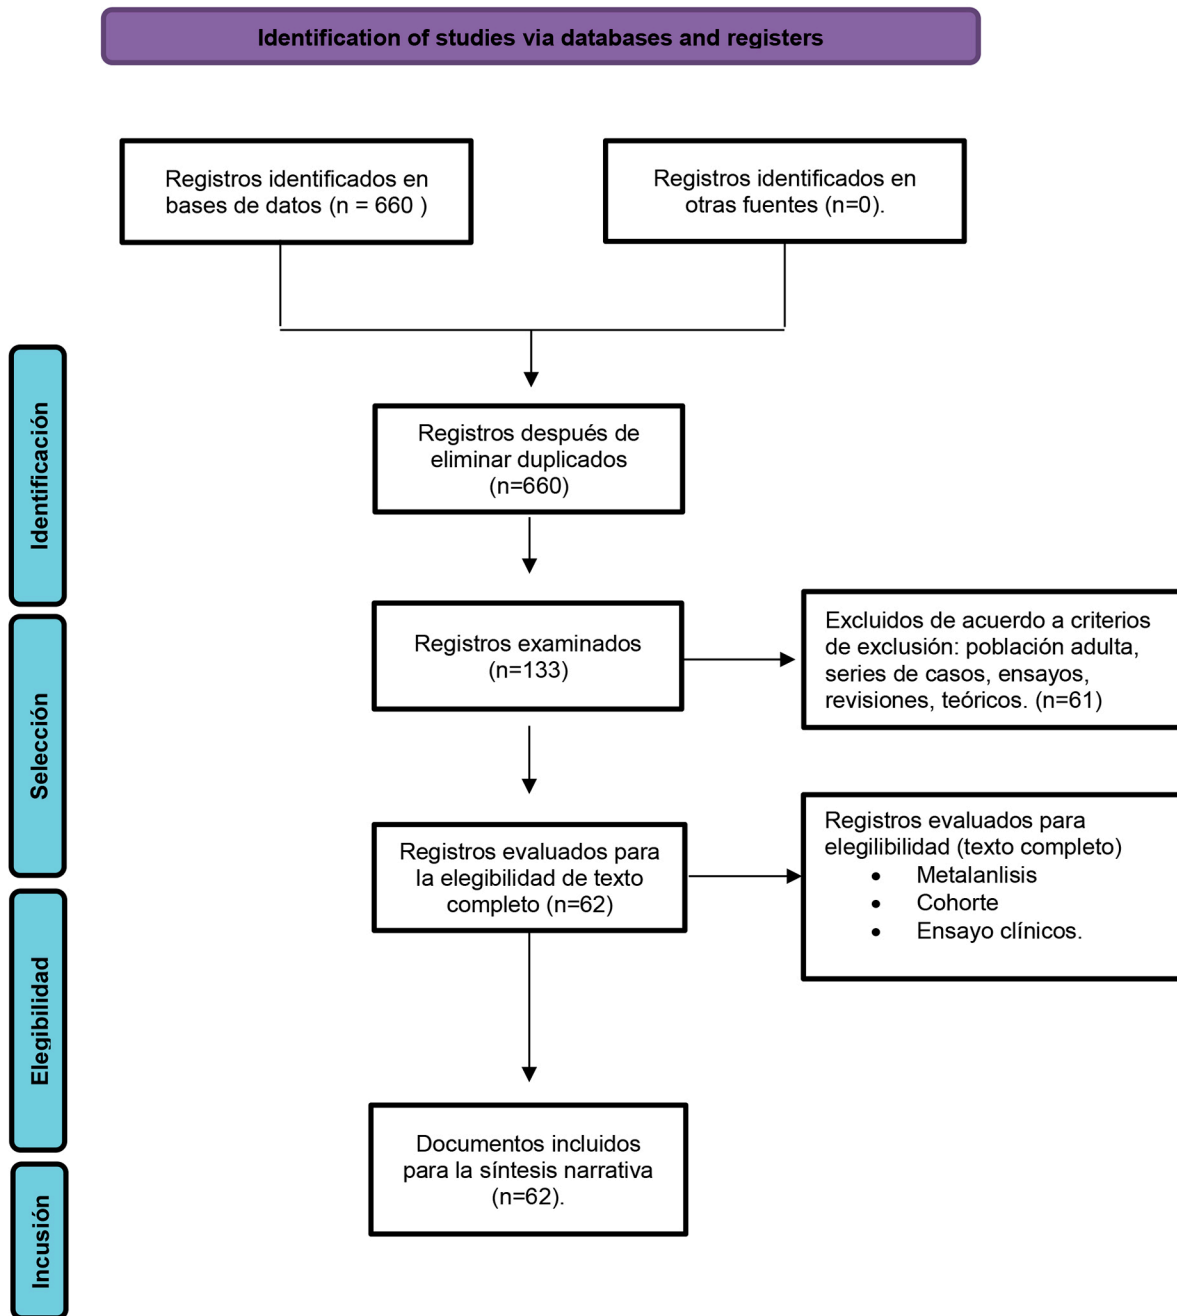 Identification of studies via databases and registers
Registros identificados en
bases de datos (n = 660 )
Registros identificados en
otras fuentes (n=0).
Identificación
Registros después de
eliminar duplicados
(n=660)
Selección
Registros examinados
(n=133)
Excluidos de acuerdo a criterios
de exclusión: población adulta,
series de casos, ensayos,
revisiones, teóricos. (n=61)
Registros evaluados para
la elegibilidad de texto
completo (n=62)
Registros evaluados para
elegilibilidad (texto completo)
• Metalanlisis
• Cohorte
• Ensayo clínicos.
Elegibilidad
Documentos incluidos
para la síntesis narrativa
(n=62).
Incusión